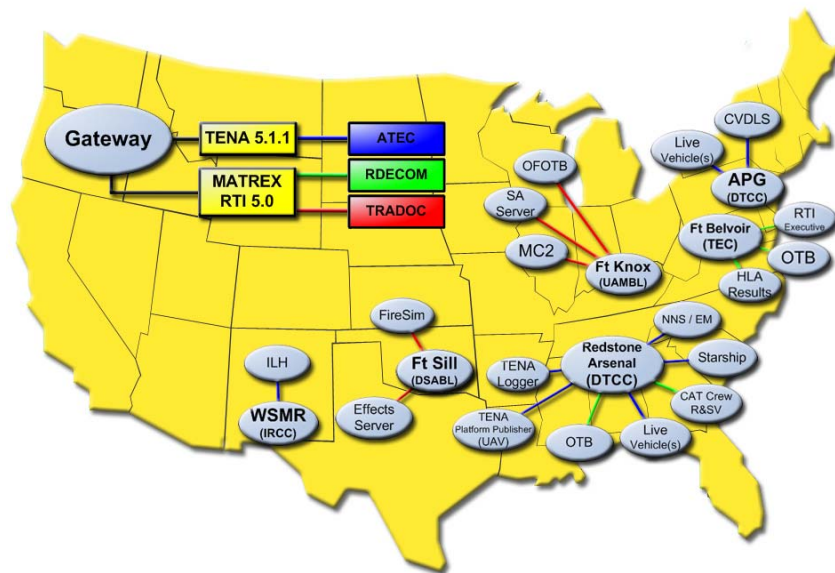 Gateway
TENA 5.1.1
ATEC
MATREX
RTI 5.0
RDECOM
TRADOC
CVDLS
Live
Vehicle(s)
APG
(DTCC)
OFOTB
SA
Server
MC2
Ft Knox
(UAMBL)
Ft Belvoir
(TEC)
RTI
Executive
OTB
HLA
Results
FireSim
Ft Sill
(DSABL)
Effects
Server
ILH
WSMR
(IRCC)
NNS / EM
Redstone
Arsenal
(DTCC)
Starship
TENA
Logger
CAT Crew
R&SV
TENA
Platform Publisher
(UAV)
OTB
Live
Vehicle(s)